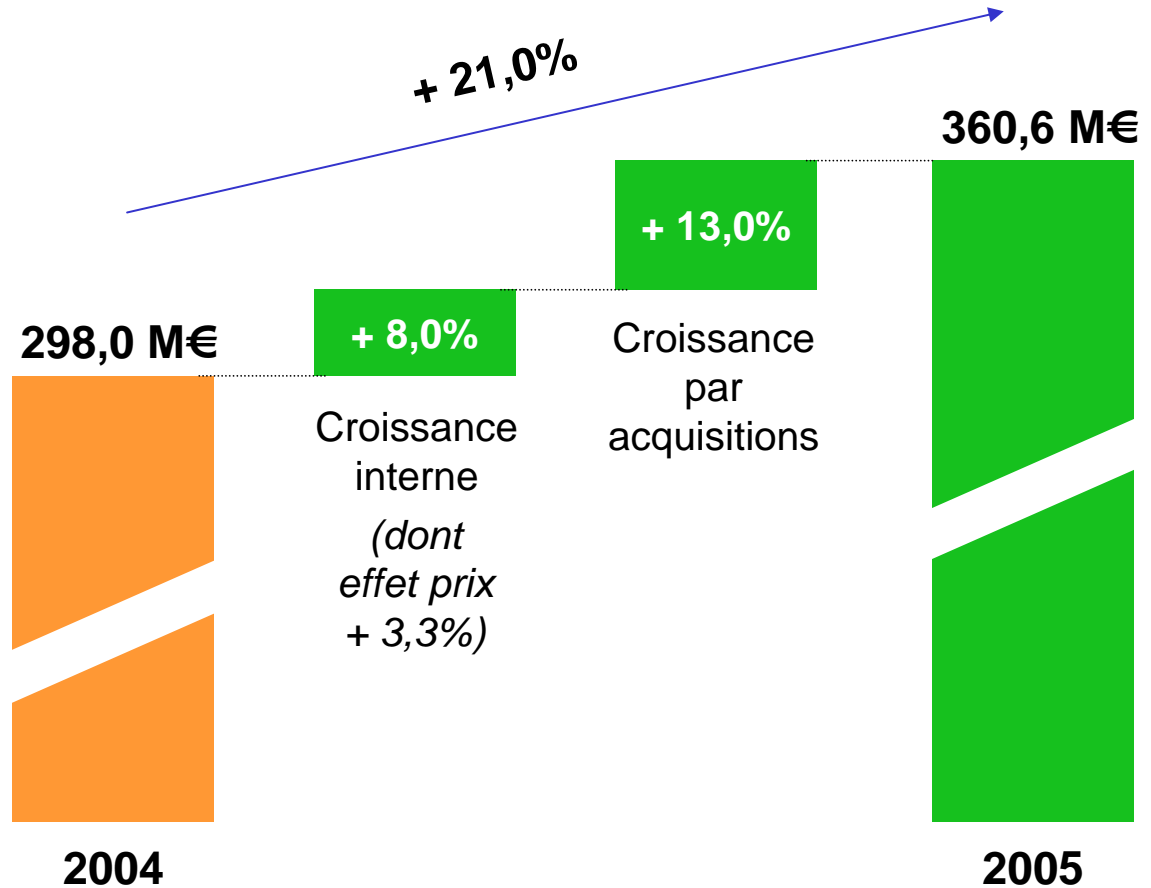 + 21,0%
360,6 M€
+ 13,0%
298,0 M€
+ 8,0%
Croissance
par
acquisitions
Croissance
interne
(dont
effet prix
+ 3,3%)
2004
2005